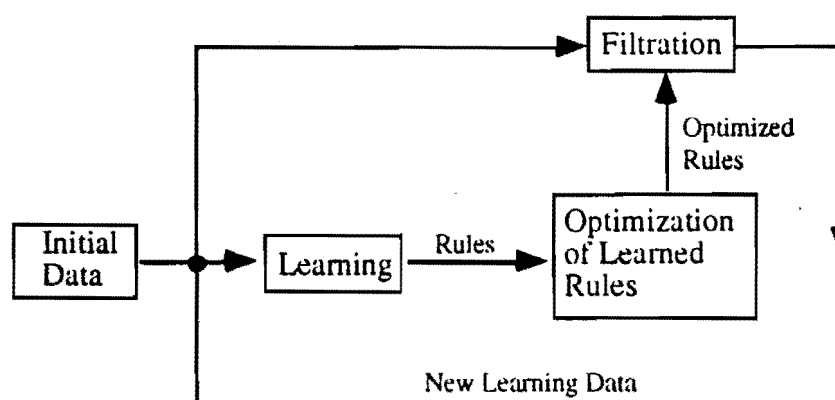 Filtration
Optimized
Rules
Initial
Data
Learning
Rules
Optimization
of Learned
Rules
New Learning Data